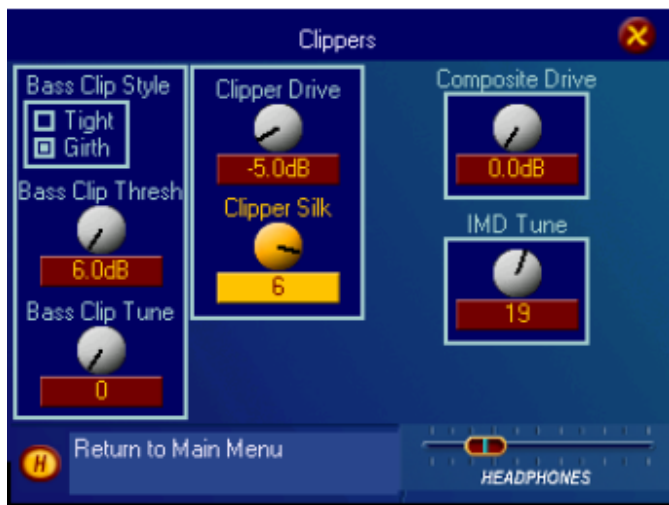 Clippers
Bass Clip Style
Tight
Girth
Bass Clip Thresh
6.0dB
Bass Clip Tune
0
Clipper Drive
-5.0dB
Clipper Silk
6
Composite Drive
0.0dB
IMD Tune
19
H
Return to Main Menu
HEADPHONES